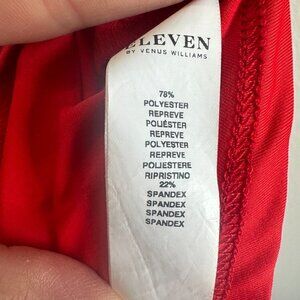 ELEVEN
BY VENUS WILLIAMS
78%
POLYESTER
REPREVE
POLIÉSTER
REPREVE
POLYESTER
REPREVE
POLIESTERE
RIPRISTINO
22%
SPANDEX
SPANDEX
SPANDEX
SPANDEX